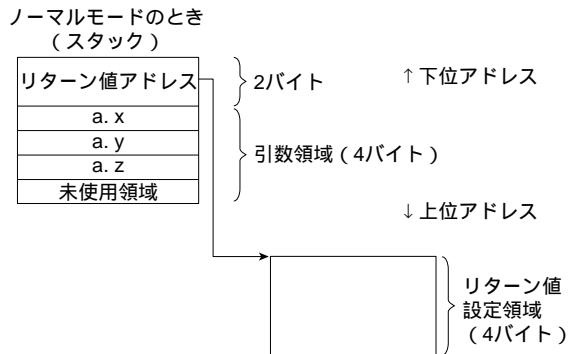 ノーマルモードのとき
（スタック）
リターン値アドレス
2バイト
↑下位アドレス
a. x
a. y
a. z
未使用領域
引数領域（4バイト）
↓上位アドレス
リターン値
設定領域
（4バイト）